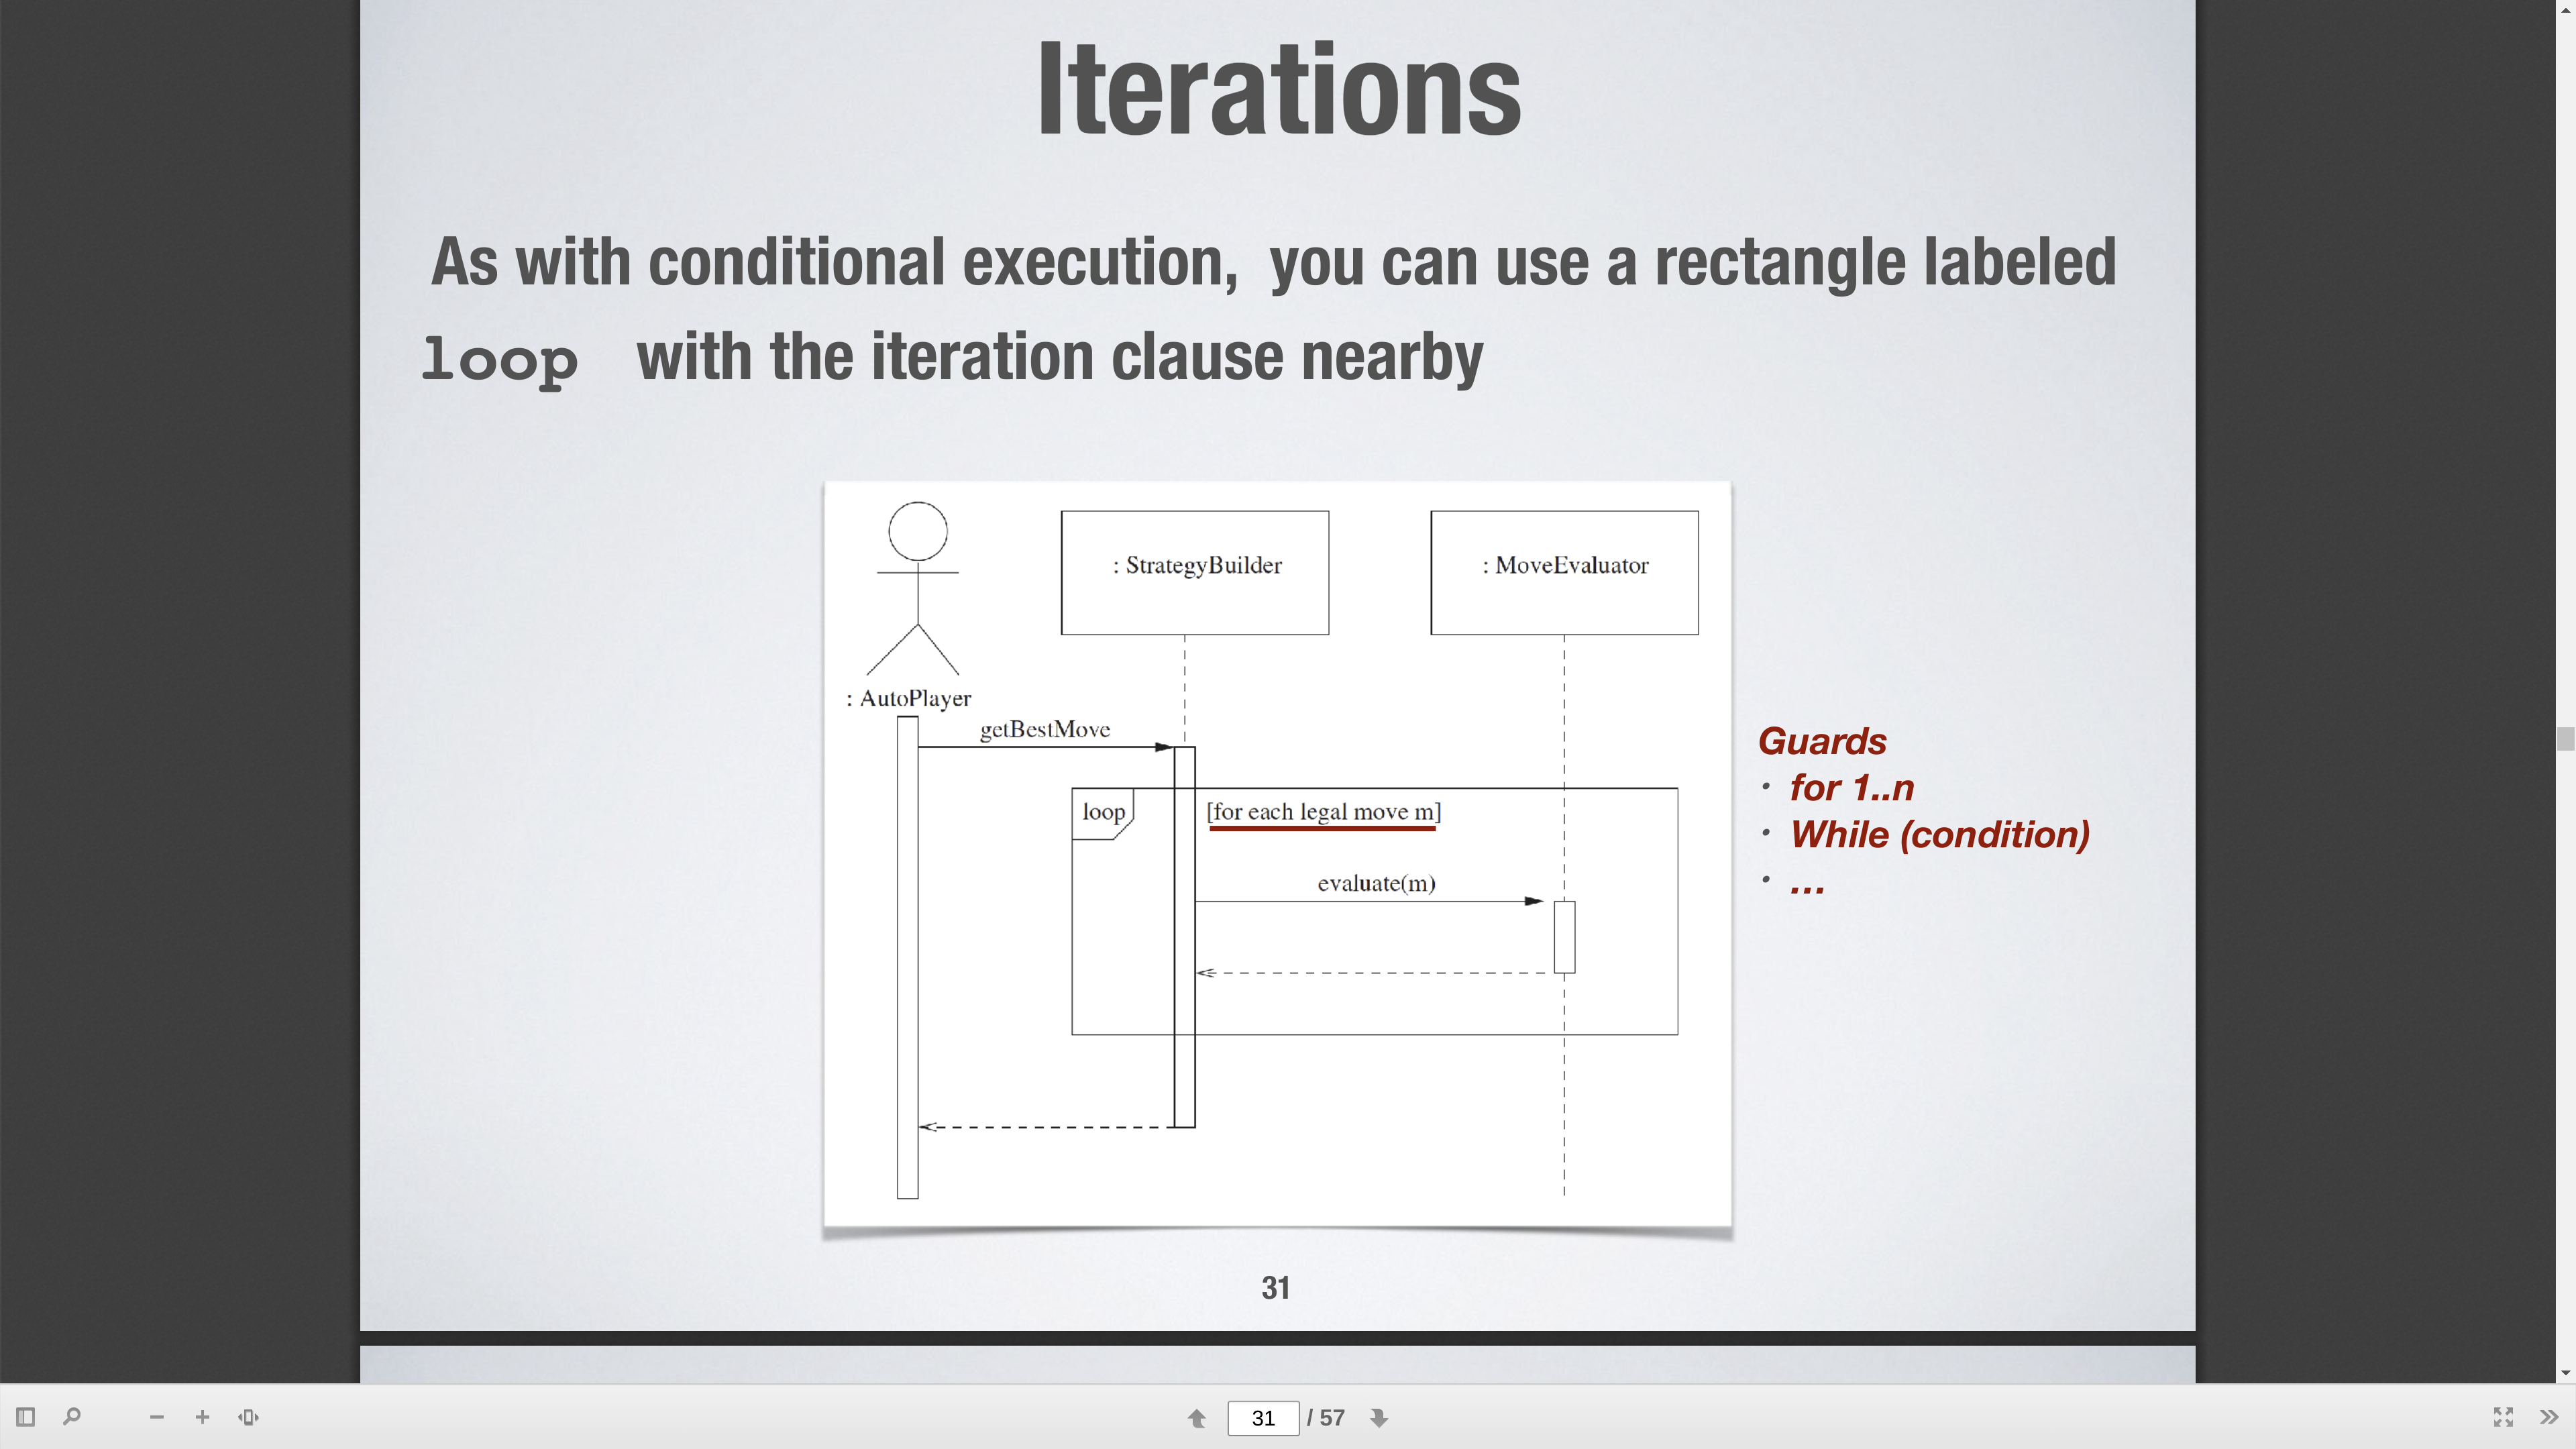 Iterations
As with conditional execution, you can use a rectangle labeled
loop with the iteration clause nearby
: StrategyBuilder
: MoveEvaluator
: AutoPlayer
getBestMove
loop
[for each legal move m]
evaluate(m)
Guards
• for 1..n
• While (condition)
• ...
31
31 / 57